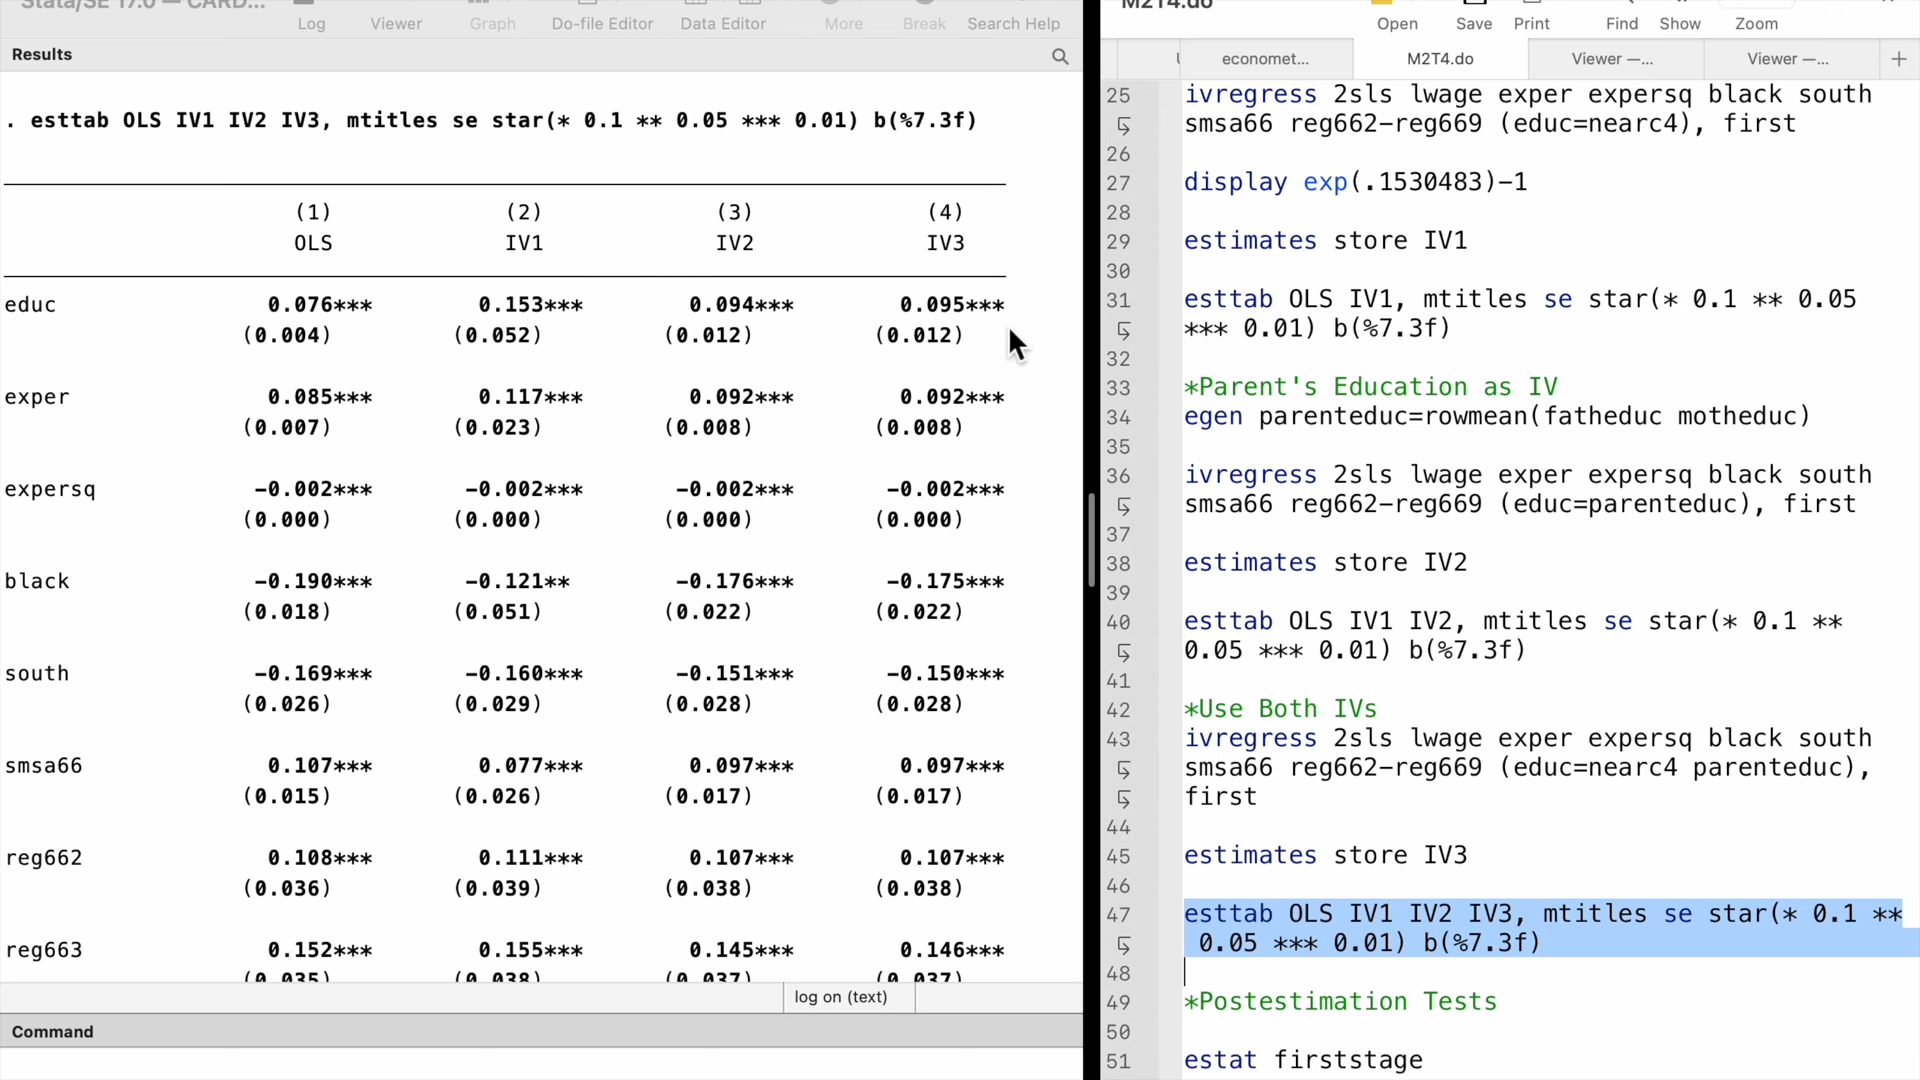 Stata/SE 17.0 — CARD...
Log Viewer Graph Do-file Editor Data Editor More Break Search Help
Results
. esttab OLS IV1 IV2 IV3, mtitles se star(* 0.1 ** 0.05 *** 0.01) b(%7.3f)
(1) (2) (3) (4)
OLS IV1 IV2 IV3
educ 0.076*** 0.153*** 0.094*** 0.095***
(0.004) (0.052) (0.012) (0.012)
exper 0.085*** 0.117*** 0.092*** 0.092***
(0.007) (0.023) (0.008) (0.008)
expersq -0.002*** -0.002*** -0.002*** -0.002***
(0.000) (0.000) (0.000) (0.000)
black -0.190*** -0.121** -0.176*** -0.175***
(0.018) (0.051) (0.022) (0.022)
south -0.169*** -0.160*** -0.151*** -0.150***
(0.026) (0.029) (0.028) (0.028)
smsa66 0.107*** 0.077*** 0.097*** 0.097***
(0.015) (0.026) (0.017) (0.017)
reg662 0.108*** 0.111*** 0.107*** 0.107***
(0.036) (0.039) (0.038) (0.038)
reg663 0.152*** 0.155*** 0.145*** 0.146***
(0.035) (0.038) (0.037) (0.037)
log on (text)
Command
M2T4.do
Open Save Print Find Show Zoom
economet... M2T4.do Viewer —... Viewer —... +
25 ivregress 2sls lwage exper expersq black south
smsa66 reg662-reg669 (educ=nearc4), first
26
27 display exp(.1530483)-1
28
29 estimates store IV1
30
31 esttab OLS IV1, mtitles se star(* 0.1 ** 0.05
*** 0.01) b(%7.3f)
32
33 *Parent's Education as IV
34 egen parenteduc=rowmean(fatheduc motheduc)
35
36 ivregress 2sls lwage exper expersq black south
smsa66 reg662-reg669 (educ=parenteduc), first
37
38 estimates store IV2
39
40 esttab OLS IV1 IV2, mtitles se star(* 0.1 **
0.05 *** 0.01) b(%7.3f)
41
42 *Use Both IVs
43 ivregress 2sls lwage exper expersq black south
smsa66 reg662-reg669 (educ=nearc4 parenteduc),
first
44
45 estimates store IV3
46
47 esttab OLS IV1 IV2 IV3, mtitles se star(* 0.1 **
0.05 *** 0.01) b(%7.3f)
48
49 *Postestimation Tests
50
51 estat firststage